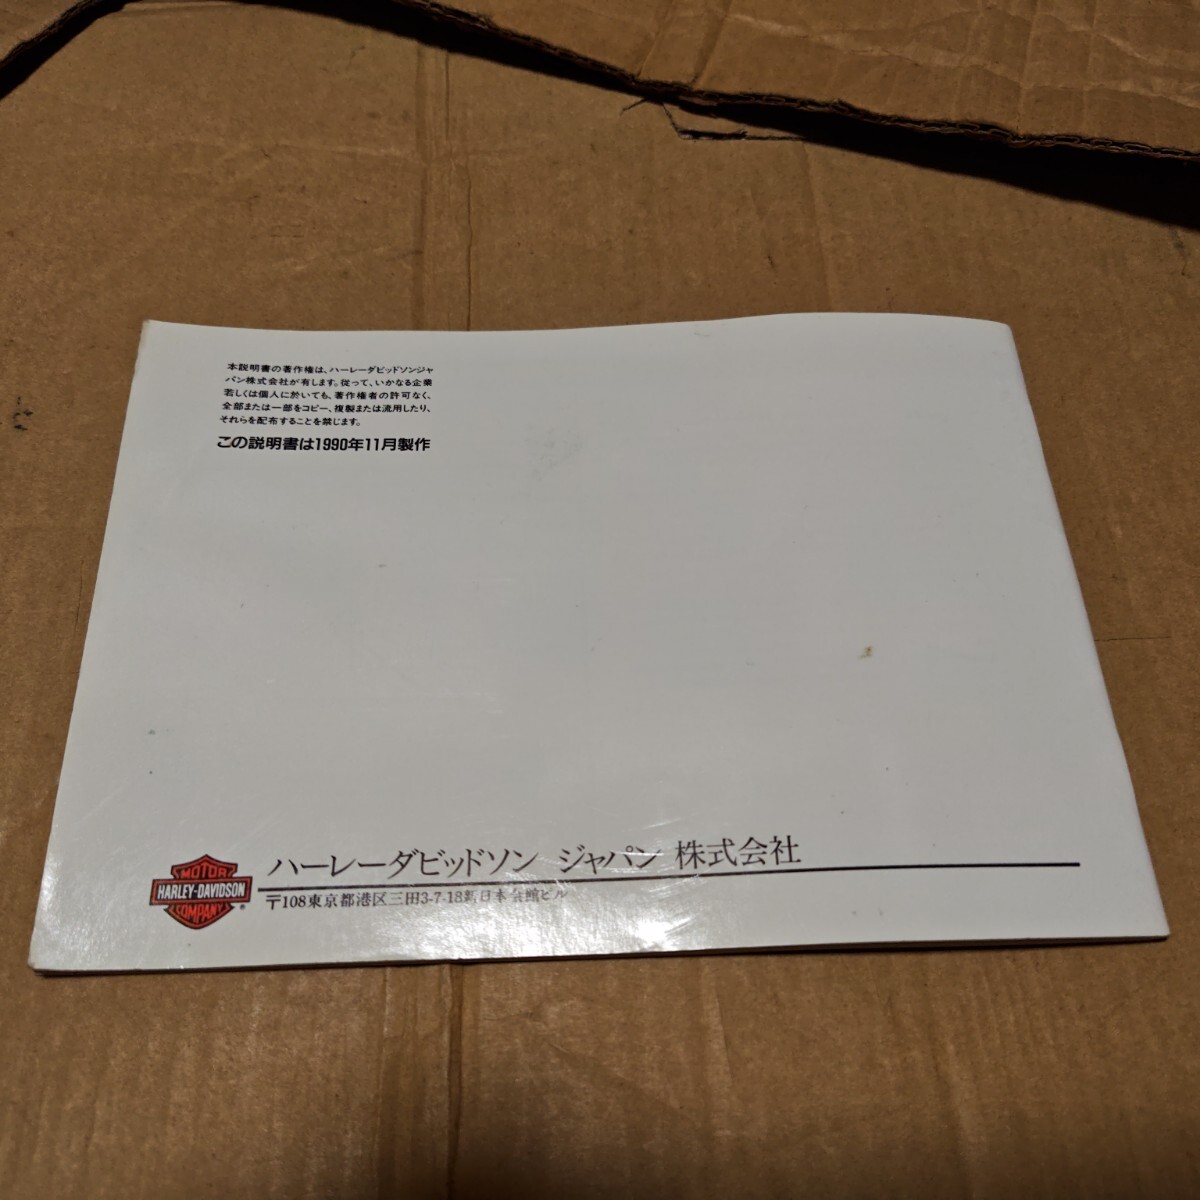 本説明書の著作権は、ハーレーダビッドソンジャ
パン株式会社が有します。従って、いかなる企業
若しくは個人に於いても、著作権者の許可なく、
全部または一部をコピー、複製または流用したり、
それらを配布することを禁じます。
この説明書は1990年11月製作
MOTOR
HARLEY-DAVIDSON
COMPANY
®
ハーレーダビッドソン ジャパン 株式会社
〒108東京都港区三田3-7-18新日本会館ビル